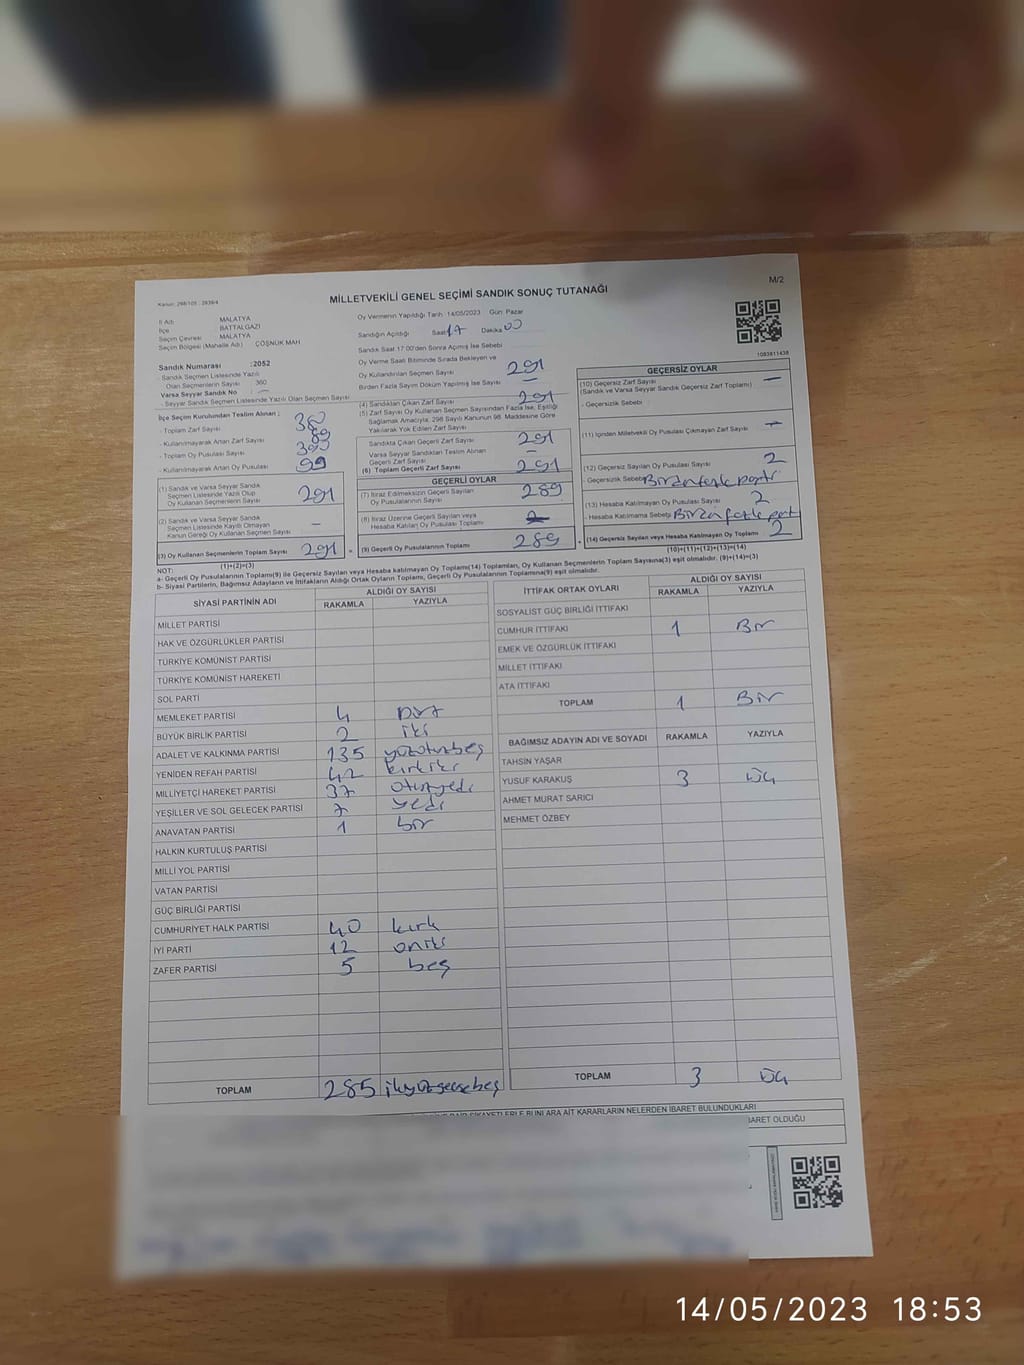 Kanun: 298/105 : 2839/4
M/2
MİLLETVEKİLİ GENEL SEÇİMİ SANDIK SONUÇ TUTANAĞI
İl Adı MALATYA
İlçe BATTALGAZİ
Seçim Çevresi MALATYA
Seçim Bölgesi (Mahalle Adı) ÇÖŞNÜK MAH
Sandık Numarası :2052
- Sandık Seçmen Listesinde Yazılı
Olan Seçmenlerin Sayısı 360
Varsa Seyyar Sandık No
- Seyyar Sandık Seçmen Listesinde Yazılı Olan Seçmen Sayısı
İlçe Seçim Kurulundan Teslim Alınan ;
- Toplam Zarf Sayısı
- Kullanılmayarak Artan Zarf Sayısı 89
- Toplam Oy Pusulası Sayısı
- Kullanılmayarak Artan Oy Pusulası 99
(1) Sandık ve Varsa Seyyar Sandık
Seçmen Listesinde Yazılı Olup
Oy Kullanan Seçmenlerin Sayısı 291
(2) Sandık ve Varsa Seyyar Sandık
Seçmen Listesinde Kayıtlı Olmayan
Kanun Gereği Oy Kullanan Seçmen Sayısı –
(3) Oy Kullanan Seçmenlerin Toplam Sayısı 291
(1)+(2)=(3)
Oy Vermenin Yapıldığı Tarih 14/05/2023 Gün Pazar
Sandığın Açıldığı Saat 17 Dakika 00
Sandık Saat 17:00'den Sonra Açılmış İse Sebebi
Oy Verme Saati Bitiminde Sırada Bekleyen ve
Oy Kullandırılan Seçmen Sayısı 291
Birden Fazla Sayım Döküm Yapılmış İse Sayısı –
(4) Sandıktan Çıkan Zarf Sayısı 291
(5) Zarf Sayısı Oy Kullanan Seçmen Sayısından Fazla İse, Eşitliği
Sağlamak Amacıyla; 298 Sayılı Kanunun 98. Maddesine Göre
Yakılarak Yok Edilen Zarf Sayısı
Sandıkta Çıkan Geçerli Zarf Sayısı 291
Varsa Seyyar Sandıktan Teslim Alınan
Geçerli Zarf Sayısı –
(6) Toplam Geçerli Zarf Sayısı 291
GEÇERLİ OYLAR
(7) İtiraz Edilmeksizin Geçerli Sayılan
Oy Pusulalarının Sayısı 289
(8) İtiraz Üzerine Geçerli Sayılan veya
Hesaba Katılan Oy Pusulası Toplamı
(9) Geçerli Oy Pusulalarının Toplamı 289
1083811438
GEÇERSİZ OYLAR
(10) Geçersiz Zarf Sayısı –
(Sandık ve Varsa Seyyar Sandık Geçersiz Zarf Toplamı)
- Geçersizlik Sebebi
(11) İçinden Milletvekili Oy Pusulası Çıkmayan Zarf Sayısı –
(12) Geçersiz Sayılan Oy Pusulası Sayısı 2
- Geçersizlik Sebebi Birden fazla parti
(13) Hesaba Katılmayan Oy Pusulası Sayısı 2
- Hesaba Katılmama Sebebi Birden fazla parti
(14) Geçersiz Sayılan veya Hesaba Katılmayan Oy Toplamı 2
(10)+(11)+(12)+(13)=(14)
NOT:
a- Geçerli Oy Pusulalarının Toplamı(9) ile Geçersiz Sayılan veya Hesaba Katılmayan Oy Toplamı(14) Toplamları, Oy Kullanan Seçmenlerin Toplam Sayısına(3) eşit olmalıdır. (9)+(14)=(3)
b- Siyasi Partilerin, Bağımsız Adayların ve İttifakların Aldığı Ortak Oyların Toplamı, Geçerli Oy Pusulalarının Toplamına(9) eşit olmalıdır.
SİYASİ PARTİNİN ADI ALDIĞI OY SAYISI
RAKAMLA YAZIYLA
MİLLET PARTİSİ
HAK VE ÖZGÜRLÜKLER PARTİSİ
TÜRKİYE KOMÜNİST PARTİSİ
TÜRKİYE KOMÜNİST HAREKETİ
SOL PARTİ
MEMLEKET PARTİSİ 4 Dört
BÜYÜK BİRLİK PARTİSİ 2 iki
ADALET VE KALKINMA PARTİSİ 135 yüzotuzbeş
YENİDEN REFAH PARTİSİ 42 kırkiki
MİLLİYETÇİ HAREKET PARTİSİ 37 otuzyedi
YEŞİLLER VE SOL GELECEK PARTİSİ 7 yedi
ANAVATAN PARTİSİ 1 bir
HALKIN KURTULUŞ PARTİSİ
MİLLİ YOL PARTİSİ
VATAN PARTİSİ
GÜÇ BİRLİĞİ PARTİSİ
CUMHURİYET HALK PARTİSİ 40 kırk
İYİ PARTİ 12 oniki
ZAFER PARTİSİ 5 beş
TOPLAM 285 ikiyüzseksenbeş
İTTİFAK ORTAK OYLARI ALDIĞI OY SAYISI
RAKAMLA YAZIYLA
SOSYALİST GÜÇ BİRLİĞİ İTTİFAKI
CUMHUR İTTİFAKI 1 Bir
EMEK VE ÖZGÜRLÜK İTTİFAKI
MİLLET İTTİFAKI
ATA İTTİFAKI
TOPLAM 1 Bir
BAĞIMSIZ ADAYIN ADI VE SOYADI RAKAMLA YAZIYLA
TAHSİN YAŞAR
YUSUF KARAKUŞ 3 üç
AHMET MURAT SARICI
MEHMET ÖZBEY
TOPLAM 3 üç
ŞİKAYETLERLE BUNLARA AİT KARARLARIN NELERDEN İBARET BULUNDUKLARI
İBARET OLDUĞU
14/05/2023 18:53